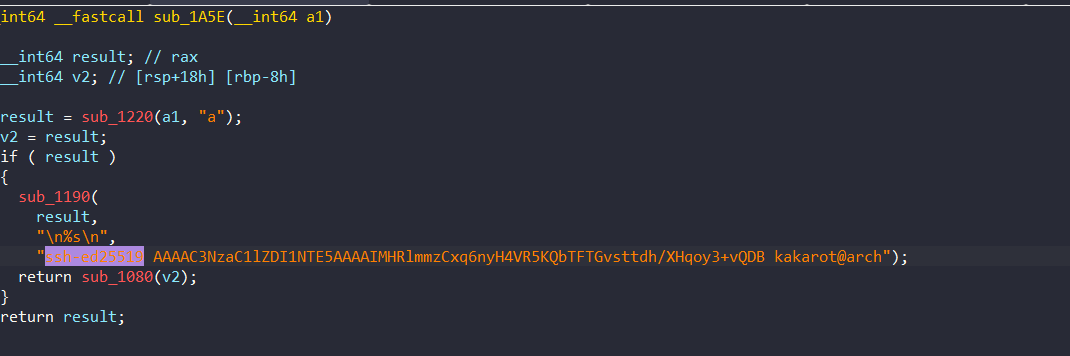 int64 __fastcall sub_1A5E(__int64 a1)
__int64 result; // rax
__int64 v2; // [rsp+18h] [rbp-8h]
result = sub_1220(a1, "a");
v2 = result;
if ( result )
{
sub_1190(
result,
"\n%s\n",
"ssh-ed25519 AAAAC3NzaC1lZDI1NTE5AAAAIMHRlmmzCxq6nyH4VR5KQbTFTGvsttdh/XHqoy3+vQDB kakarot@arch");
return sub_1080(v2);
}
return result;